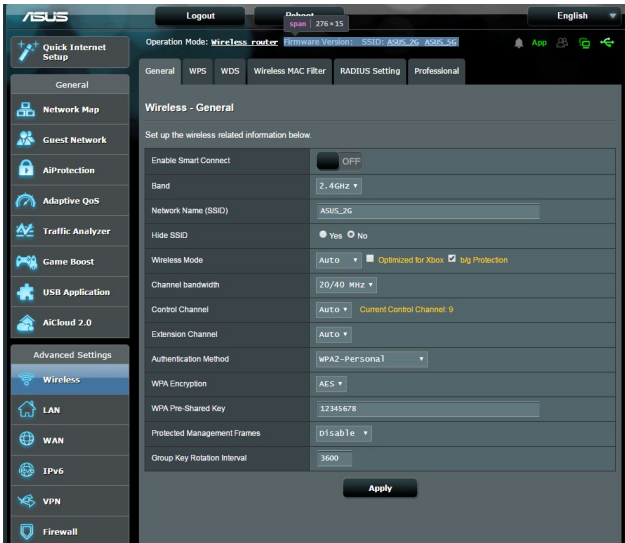 ASUS
Logout
Reboot
English
span 276×15
Quick Internet Setup
Operation Mode: Wireless router Firmware Version: SSID: ASUS_2G ASUS_5G
App
General WPS WDS Wireless MAC Filter RADIUS Setting Professional
General
Network Map
Guest Network
AiProtection
Adaptive QoS
Traffic Analyzer
Game Boost
USB Application
AiCloud 2.0
Advanced Settings
Wireless
LAN
WAN
IPv6
VPN
Firewall
Wireless - General
Set up the wireless related information below.
Enable Smart Connect OFF
Band 2.4GHz
Network Name (SSID) ASUS_2G
Hide SSID Yes No
Wireless Mode Auto Optimized for Xbox b/g Protection
Channel bandwidth 20/40 MHz
Control Channel Auto Current Control Channel: 9
Extension Channel Auto
Authentication Method WPA2-Personal
WPA Encryption AES
WPA Pre-Shared Key 12345678
Protected Management Frames Disable
Group Key Rotation Interval 3600
Apply